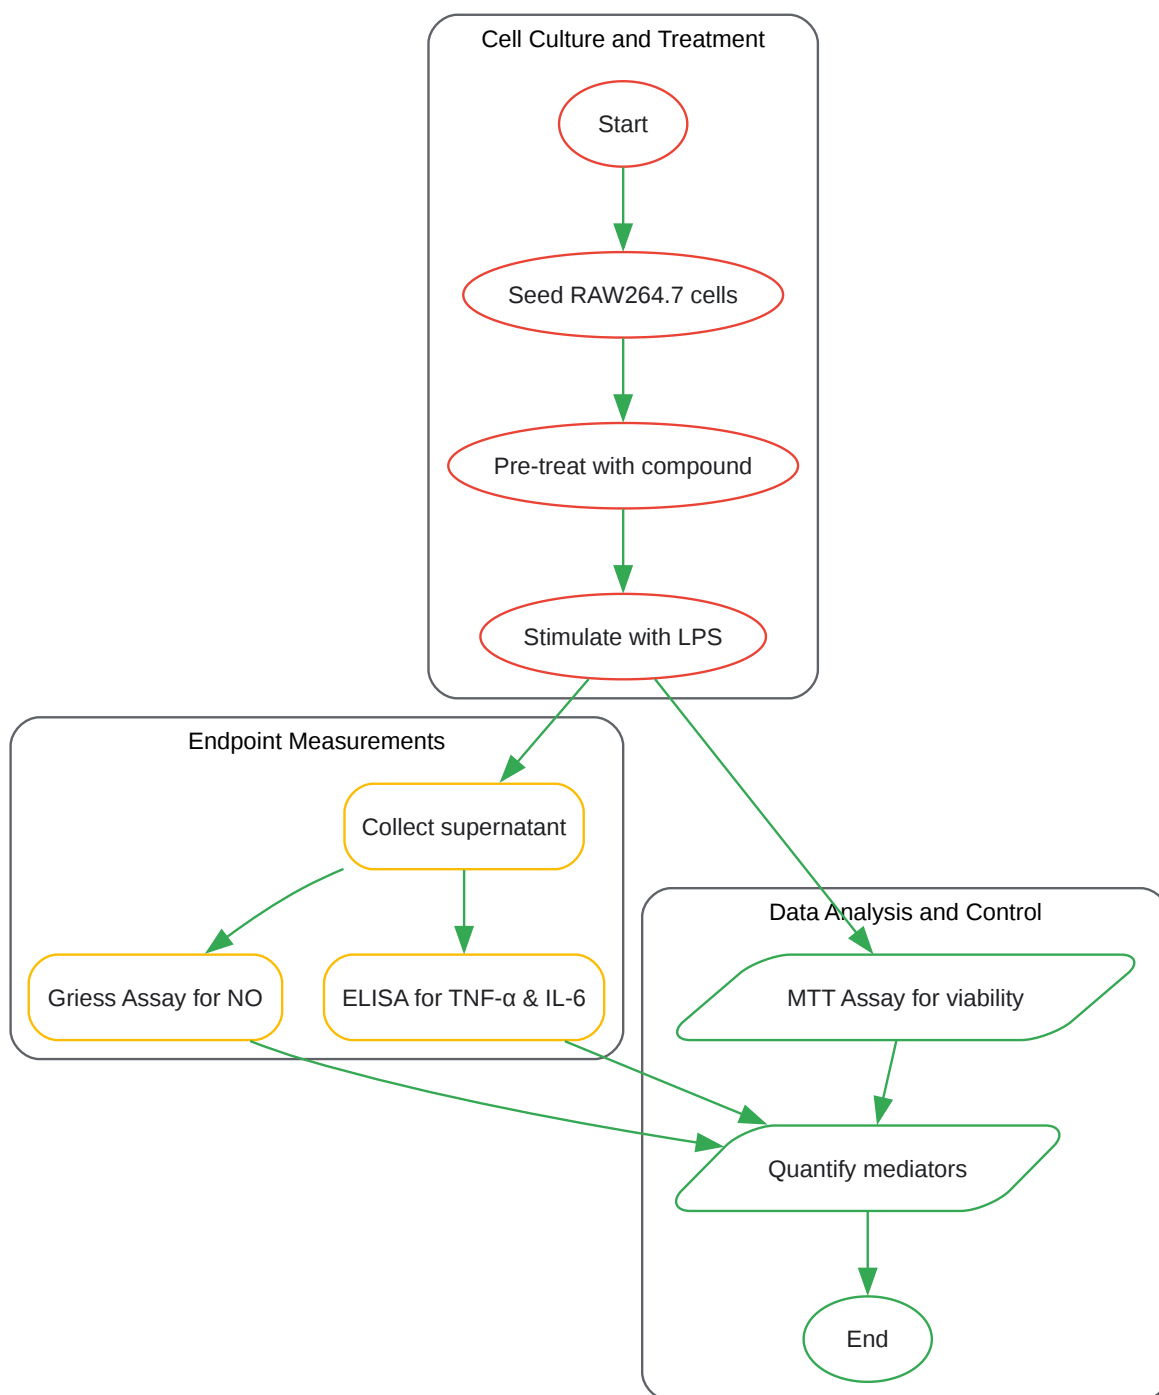 Cell Culture and Treatment
Start
Seed RAW264.7 cells
Pre-treat with compound
Stimulate with LPS
Endpoint Measurements
Collect supernatant
Griess Assay for NO
ELISA for TNF-α & IL-6
Data Analysis and Control
MTT Assay for viability
Quantify mediators
End